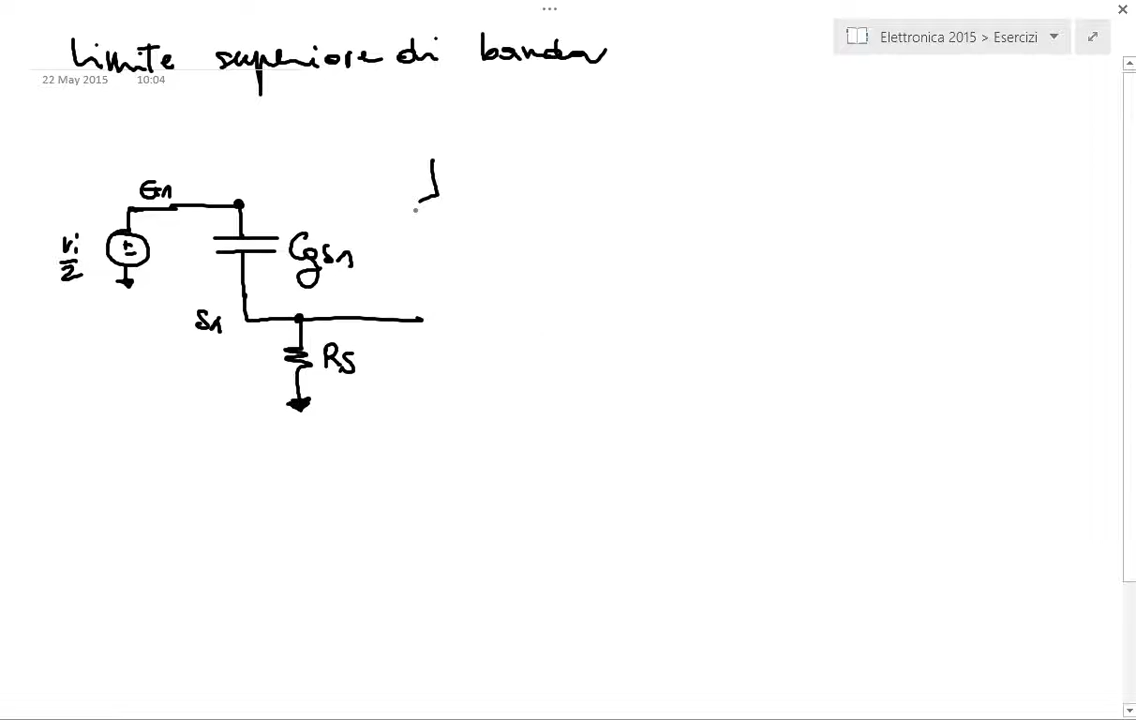 Limite superiore di banda
Elettronica 2015 > Esercizi
22 May 2015 10:04
G1
vi/2
Cgs1
S1
RS